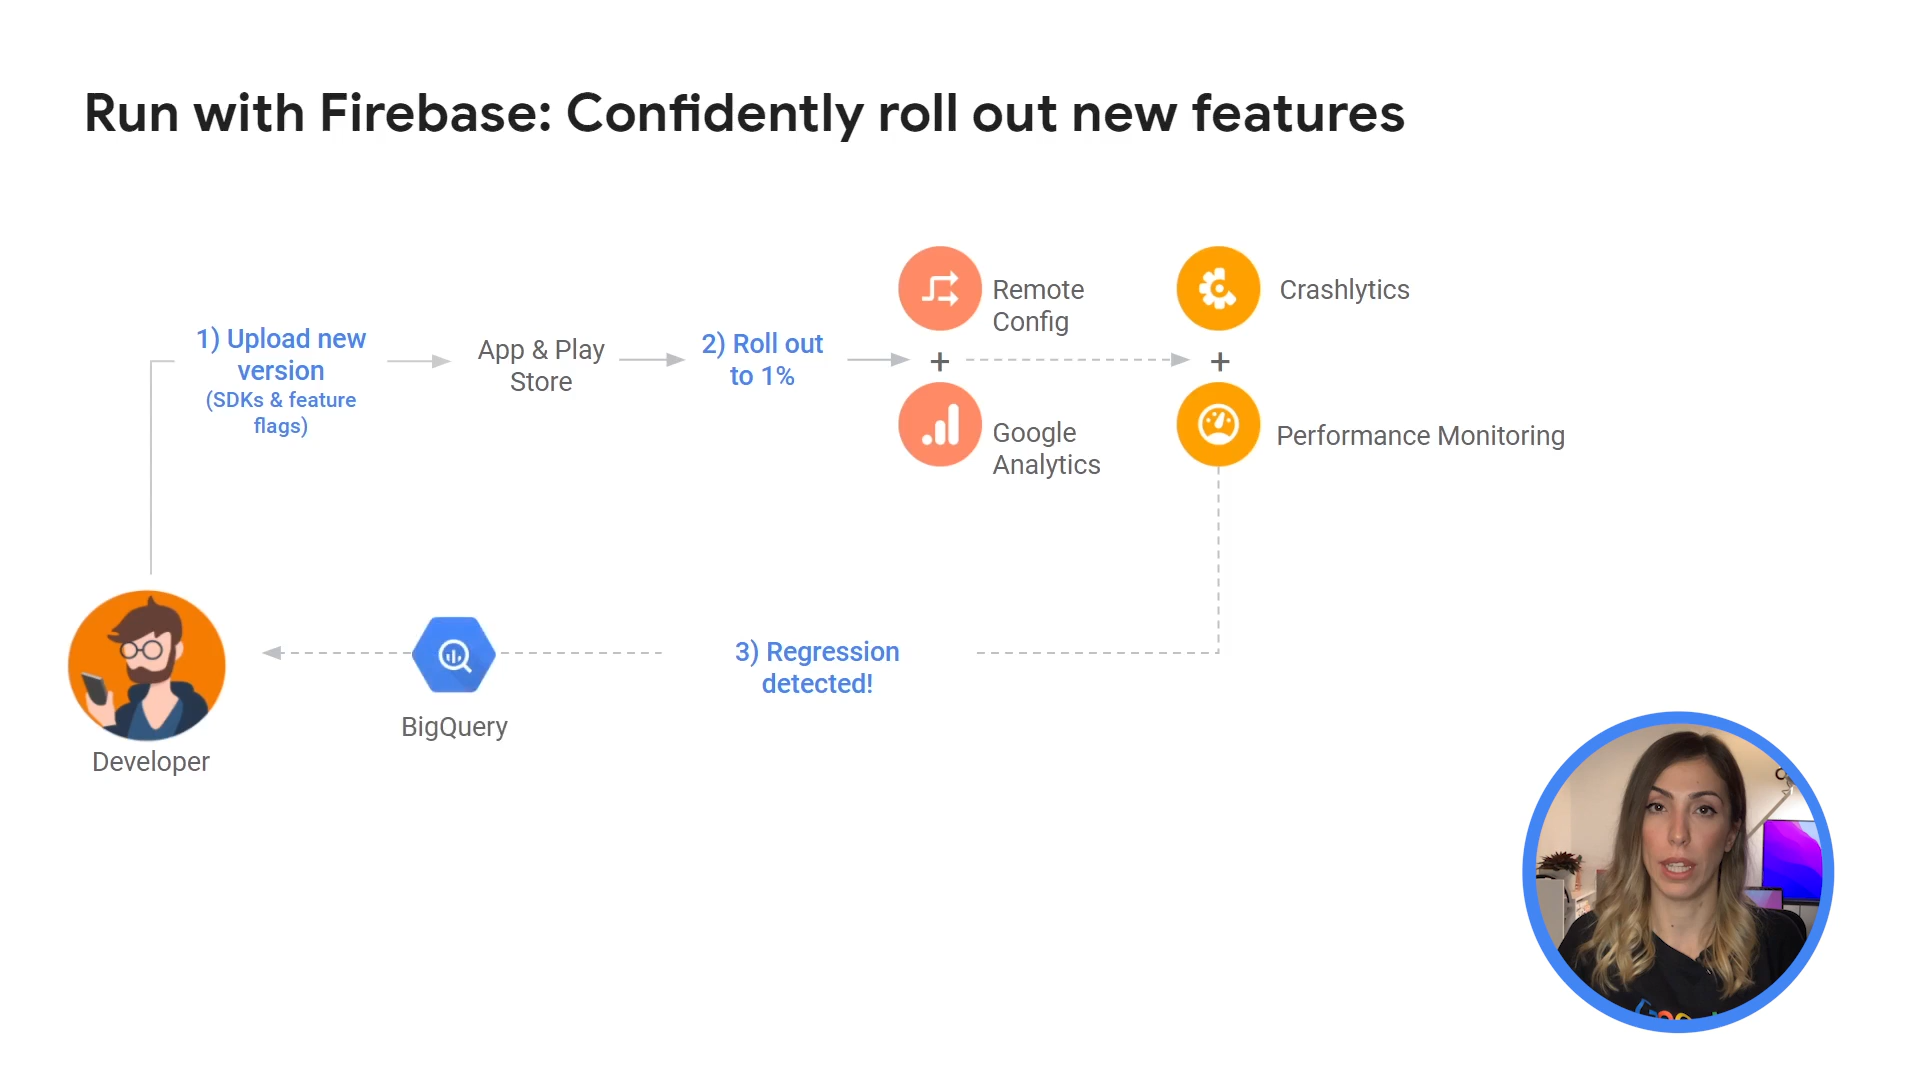 Run with Firebase: Confidently roll out new features
1) Upload new
version
(SDKs & feature
flags)
App & Play
Store
2) Roll out
to 1%
Remote
Config
+
Google
Analytics
Crashlytics
+
Performance Monitoring
3) Regression
detected!
BigQuery
Developer